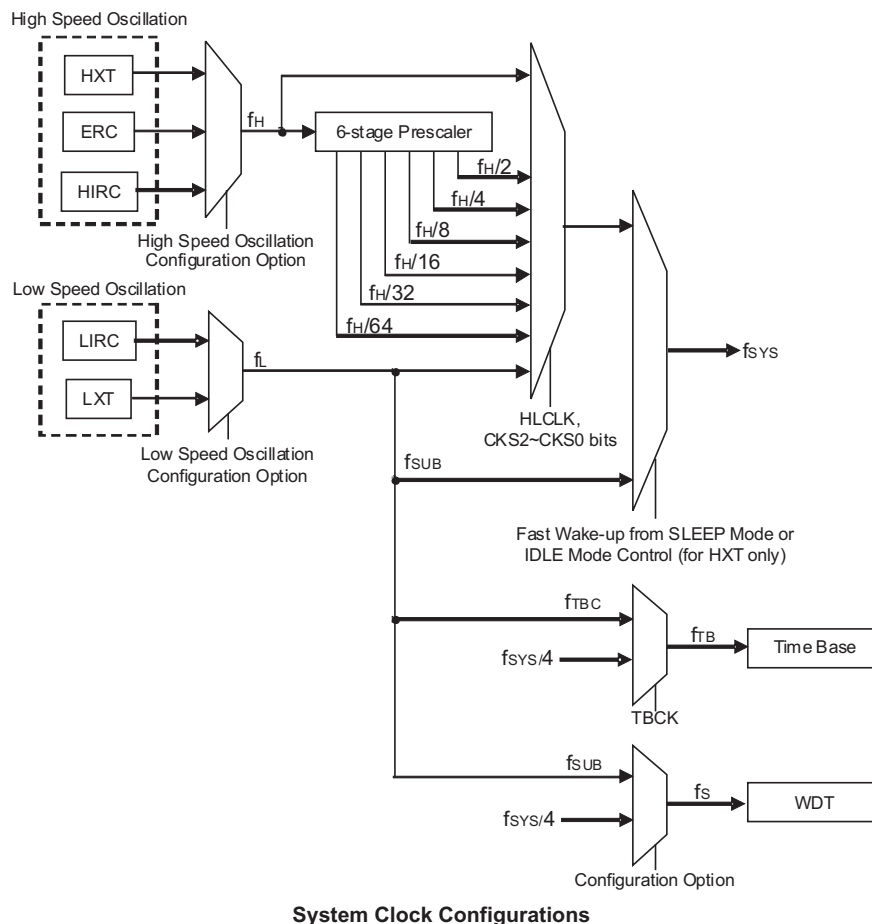 High Speed Oscillation
HXT
ERC
HIRC
fH
6-stage Prescaler
fH/2
fH/4
fH/8
fH/16
fH/32
fH/64
High Speed Oscillation
Configuration Option
Low Speed Oscillation
LIRC
LXT
fL
Low Speed Oscillation
Configuration Option
HLCLK,
CKS2~CKS0 bits
fSYS
fSUB
Fast Wake-up from SLEEP Mode or
IDLE Mode Control (for HXT only)
fTBC
fSYS/4
fTB
Time Base
TBCK
fSUB
fSYS/4
fS
WDT
Configuration Option
System Clock Configurations